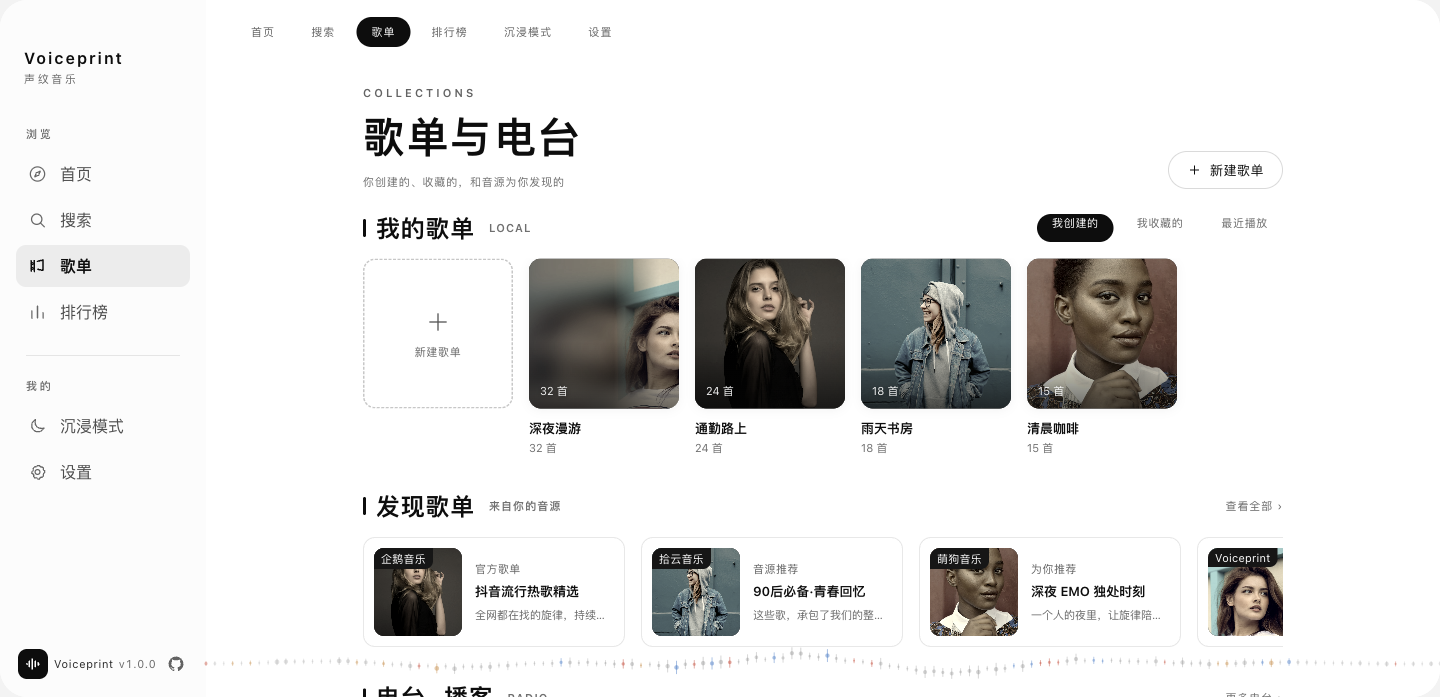 Voiceprint
声纹音乐
浏览
首页
搜索
歌单
排行榜
我的
沉浸模式
设置
Voiceprint v1.0.0
首页 搜索 歌单 排行榜 沉浸模式 设置
COLLECTIONS
歌单与电台
你创建的、收藏的，和音源为你发现的
新建歌单
我的歌单 LOCAL
我创建的 我收藏的 最近播放
新建歌单
32 首
24 首
18 首
15 首
深夜漫游
32 首
通勤路上
24 首
雨天书房
18 首
清晨咖啡
15 首
发现歌单 来自你的音源
查看全部 ›
企鹅音乐
官方歌单
抖音流行热歌精选
全网都在找的旋律，持续...
拾云音乐
音源推荐
90后必备·青春回忆
这些歌，承包了我们的整...
萌狗音乐
为你推荐
深夜 EMO 独处时刻
一个人的夜里，让旋律陪...
Voiceprint
电台 播客 RADIO
更多电台 ›